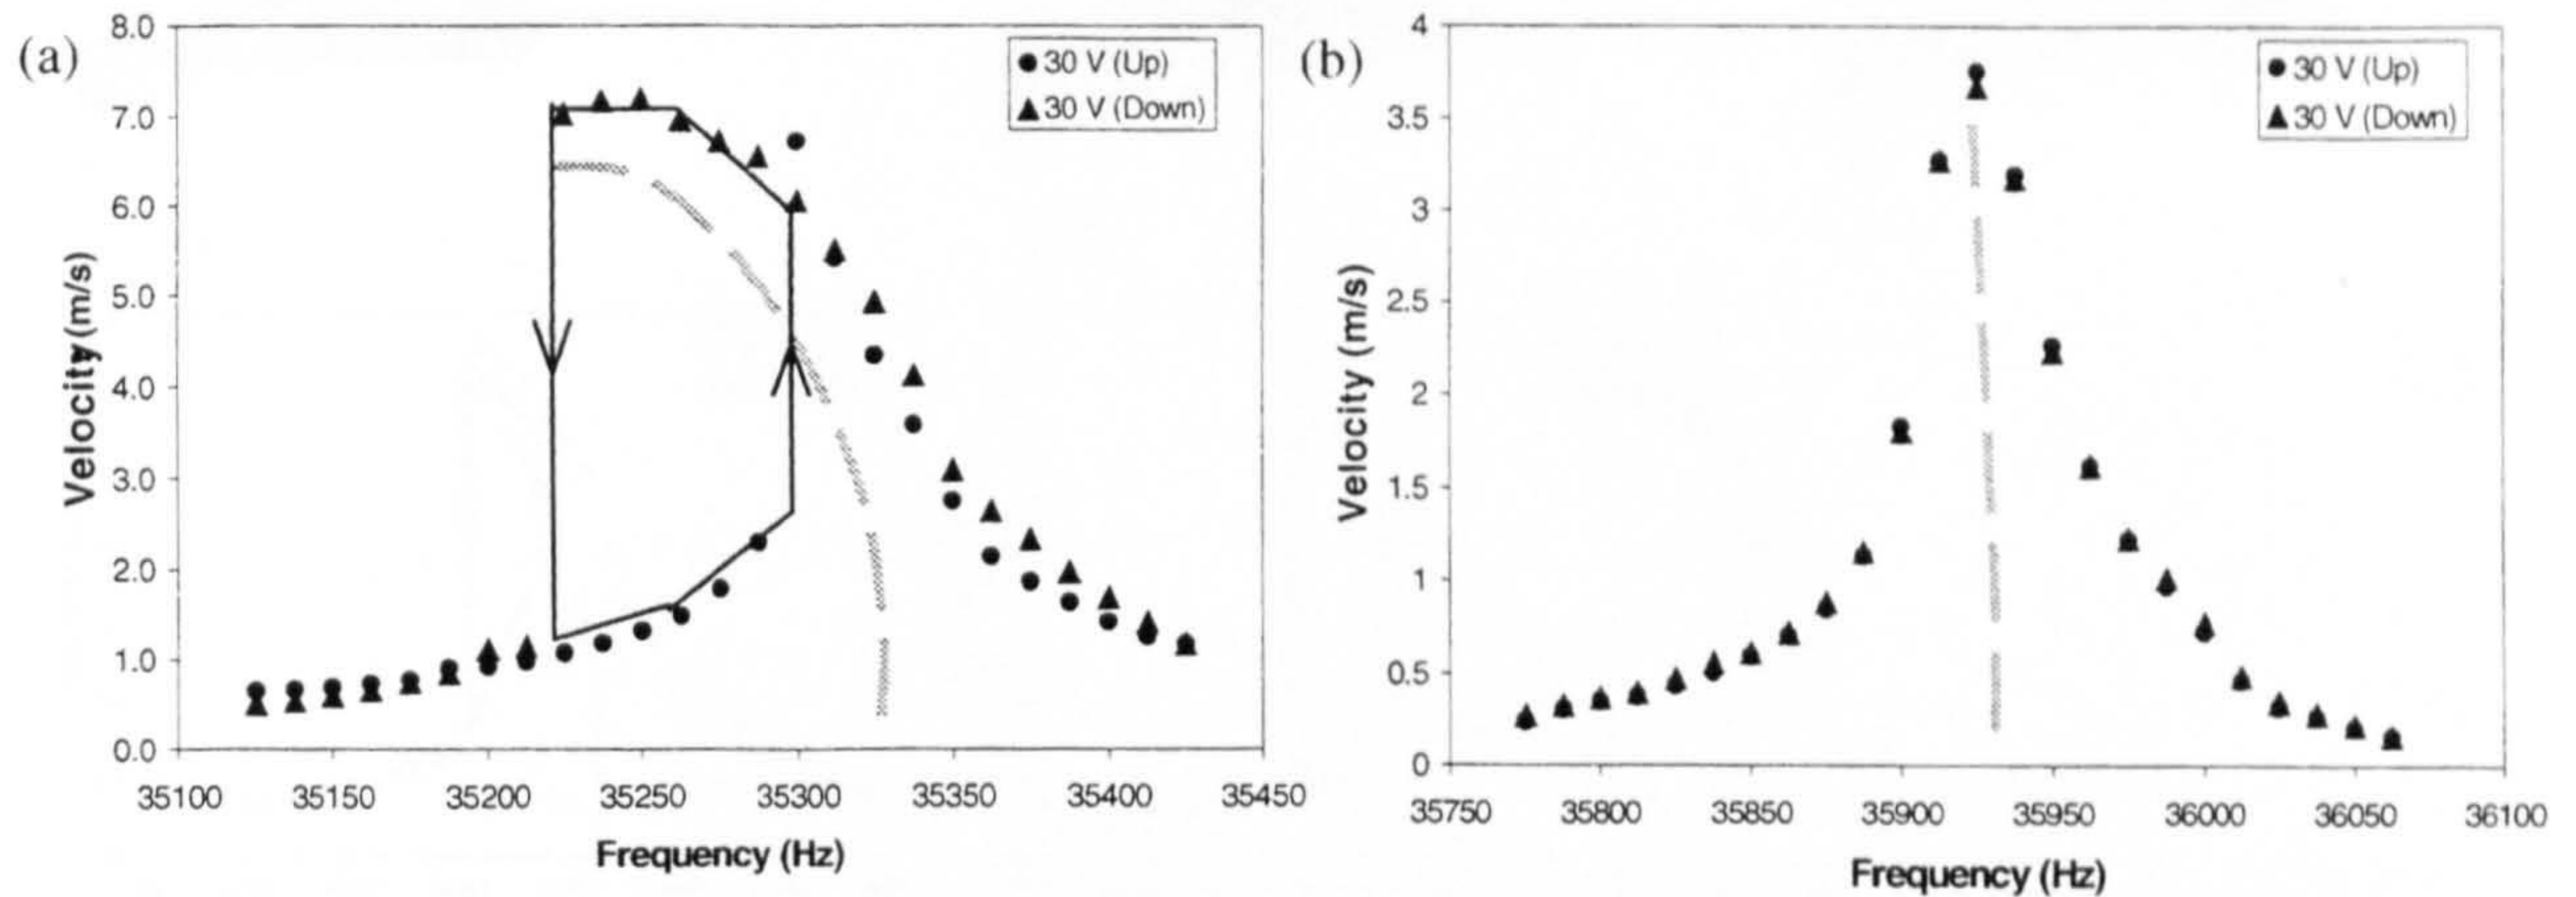 (a)
8.0
7.0
6.0
5.0
4.0
3.0
2.0
1.0
0.0
Velocity (m/s)
30 V (Up)
30 V (Down)
35100 35150 35200 35250 35300 35350 35400 35450
Frequency (Hz)
(b)
4
3.5
3
2.5
2
1.5
1
0.5
0
Velocity (m/s)
30 V (Up)
30 V (Down)
35750 35800 35850 35900 35950 36000 36050 36100
Frequency (Hz)